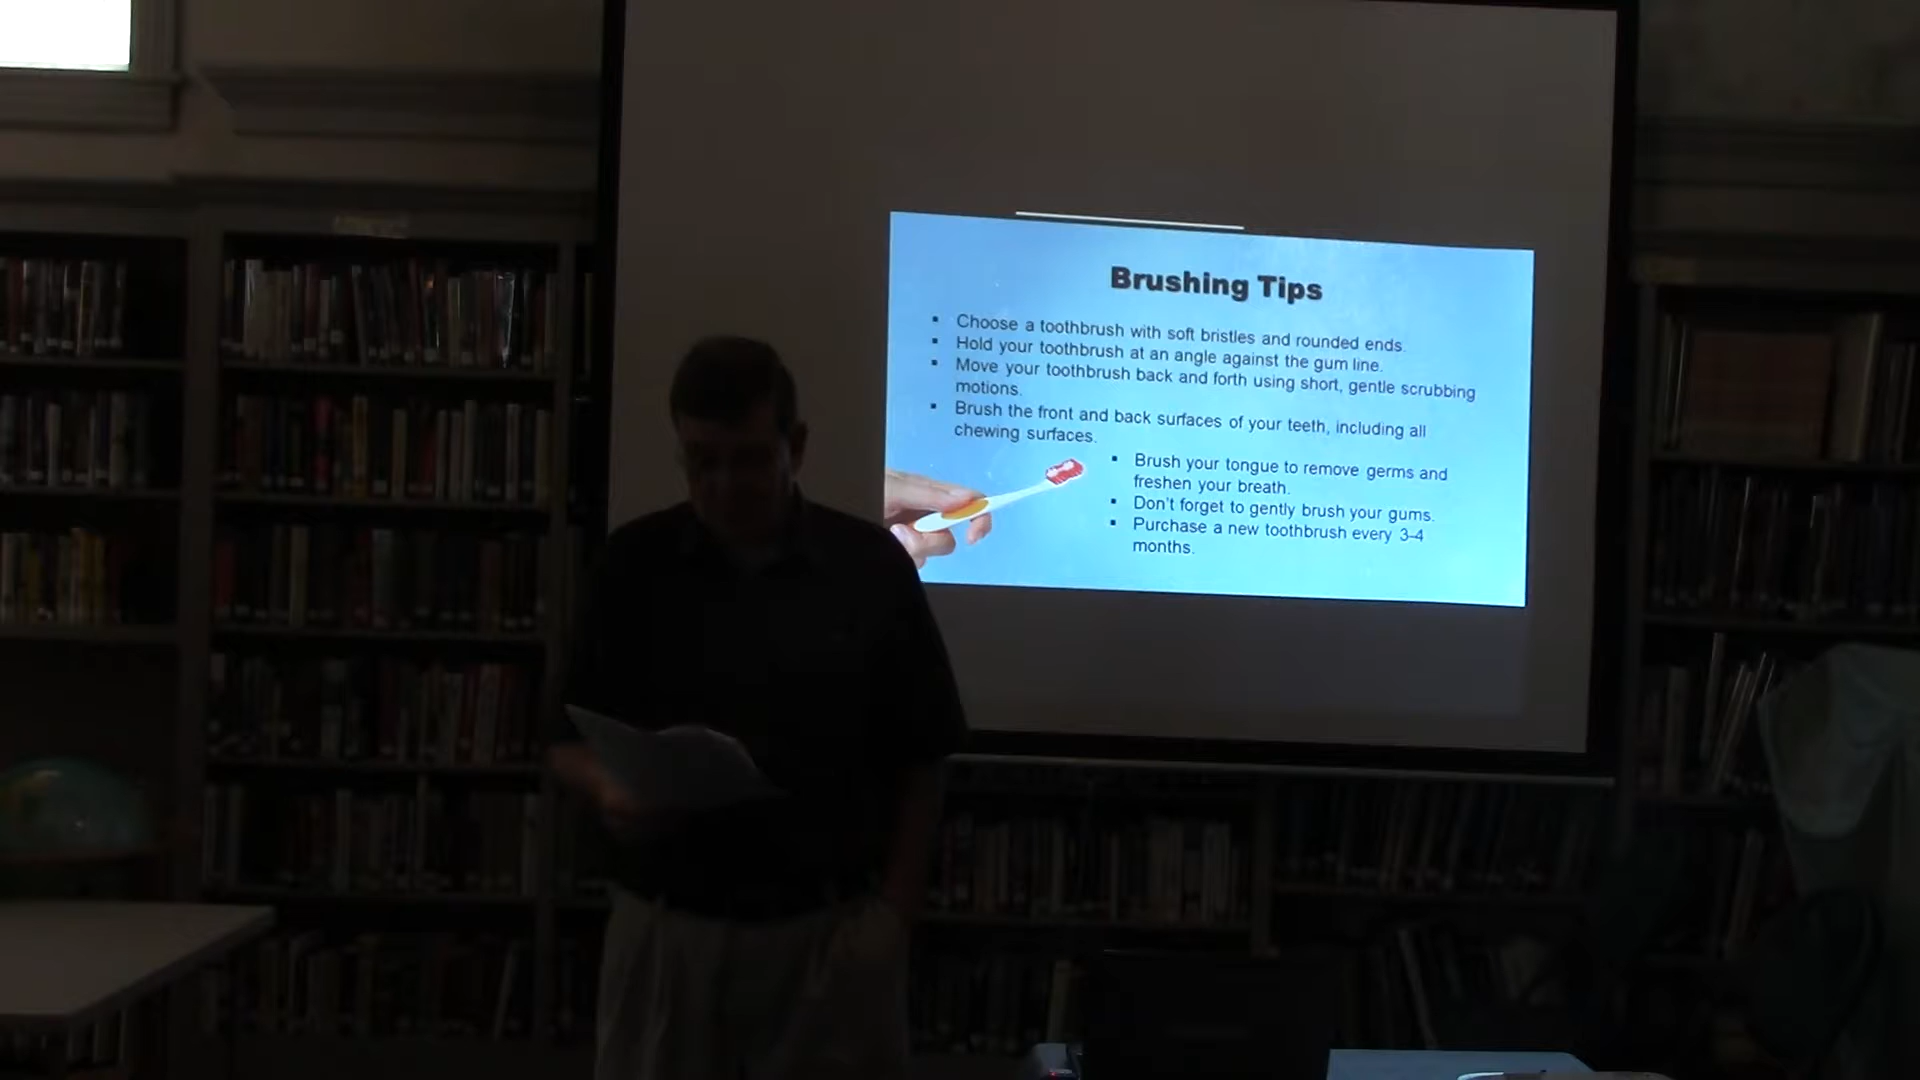 Brushing Tips
▪ Choose a toothbrush with soft bristles and rounded ends.
▪ Hold your toothbrush at an angle against the gum line.
▪ Move your toothbrush back and forth using short, gentle scrubbing
motions.
▪ Brush the front and back surfaces of your teeth, including all
chewing surfaces.
▪ Brush your tongue to remove germs and
freshen your breath.
▪ Don't forget to gently brush your gums.
▪ Purchase a new toothbrush every 3–4
months.